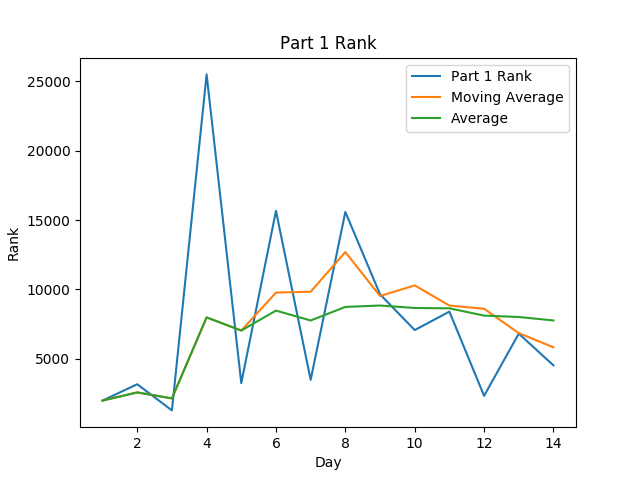 Part 1 Rank
Part 1 Rank
Moving Average
Average
25000
20000
15000
10000
5000
Rank
2 4 6 8 10 12 14
Day